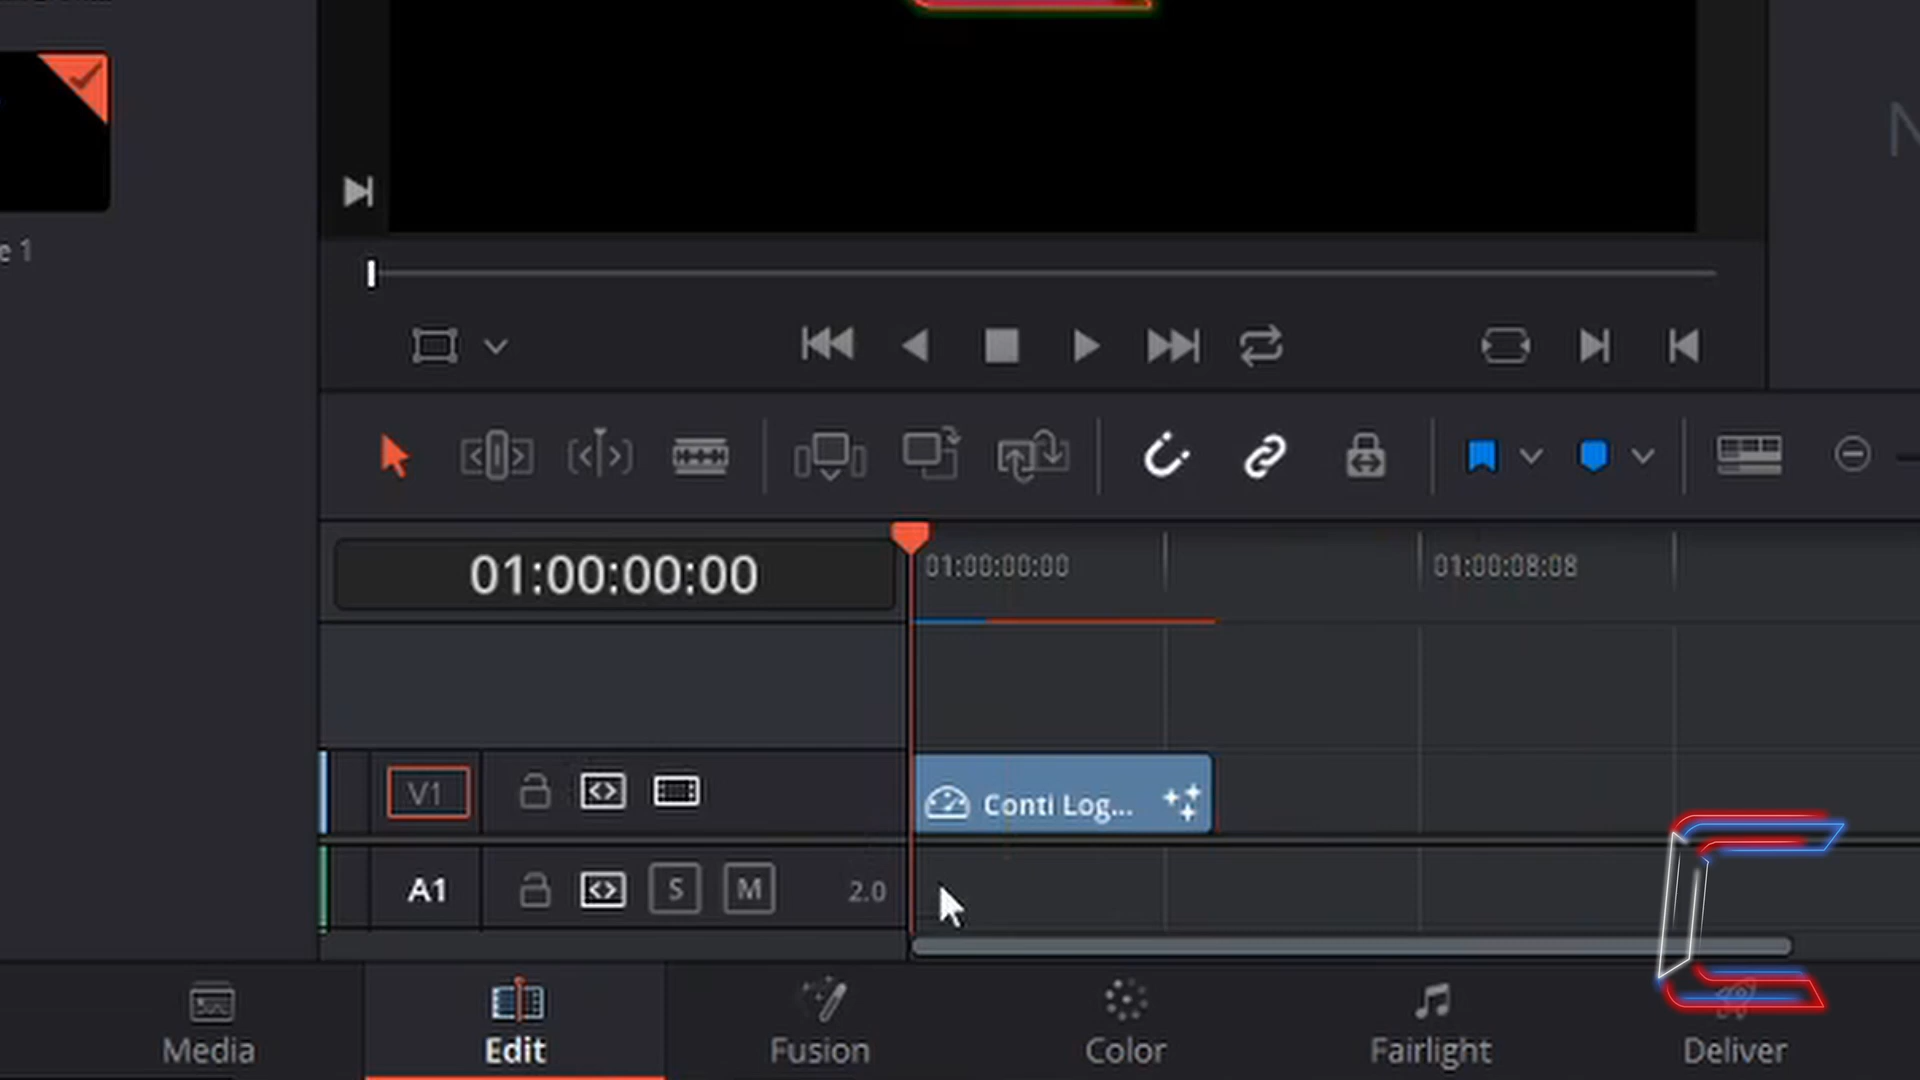 e 1
N
01:00:00:00
01:00:00:00
01:00:08:08
V1
Conti Log...
A1
S
M
2.0
Media
Edit
Fusion
Color
Fairlight
Deliver